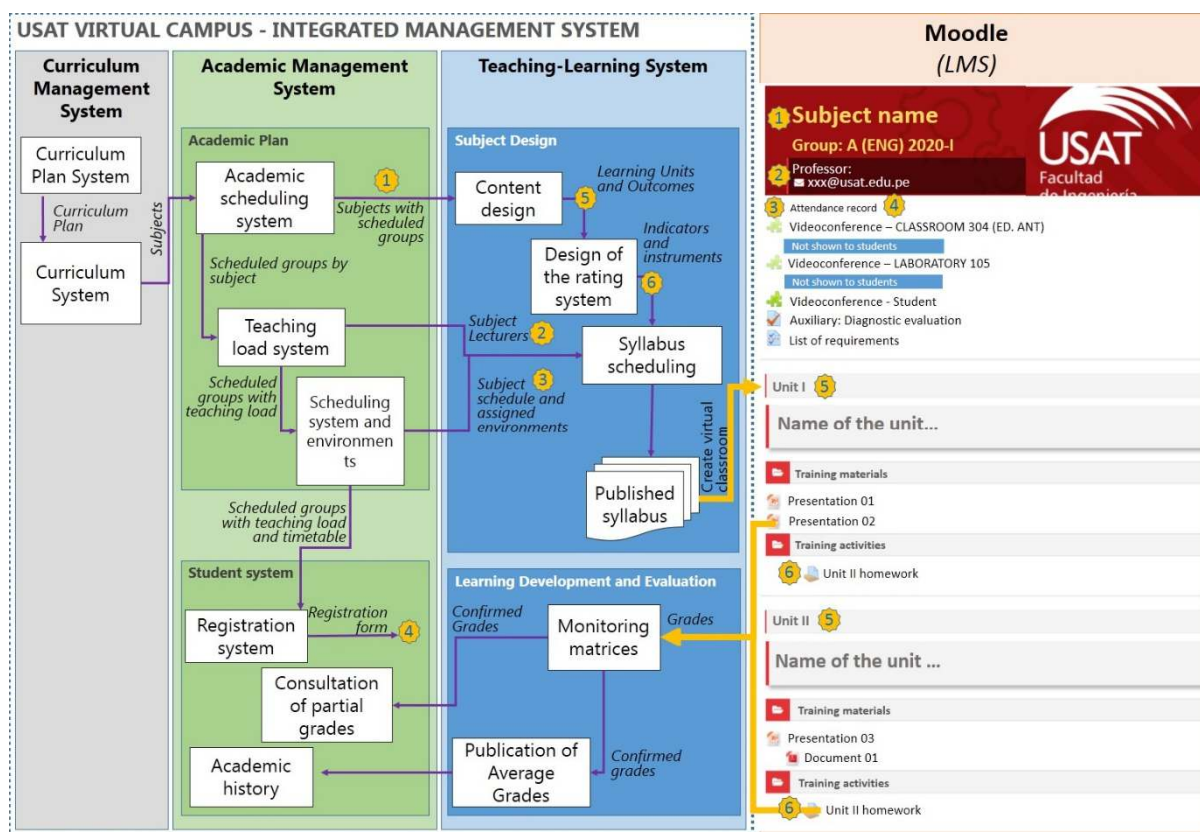 USAT VIRTUAL CAMPUS - INTEGRATED MANAGEMENT SYSTEM
Curriculum
Management
System
Curriculum
Plan System
Curriculum
Plan
Curriculum
System
Subjects
Academic Management
System
Academic Plan
Academic
scheduling
system
1
Subjects with
scheduled
groups
Scheduled
groups by
subject
Teaching
load system
Scheduled
groups with
teaching load
Scheduling
system and
environmen
ts
Scheduled groups
with teaching load
and timetable
Student system
Registration
system
Registration
form
4
Consultation
of partial
grades
Academic
history
Teaching-Learning System
Subject Design
Content
design
5
Learning Units
and Outcomes
Design of
the rating
system
Indicators
and
instruments
6
Subject
Lecturers
2
Syllabus
scheduling
Subject
schedule and
assigned
environments
3
Published
syllabus
Create virtual
classroom
Learning Development and Evaluation
Confirmed
Grades
Monitoring
matrices
Grades
Confirmed
grades
Publication of
Average
Grades
Moodle
(LMS)
1 Subject name
Group: A (ENG) 2020-I
2 Professor:
xxx@usat.edu.pe
USAT
Facultad
de Ingeniería
3 Attendance record 4
Videoconference – CLASSROOM 304 (ED. ANT)
Not shown to students
Videoconference – LABORATORY 105
Not shown to students
Videoconference - Student
Auxiliary: Diagnostic evaluation
List of requirements
Unit I 5
Name of the unit...
Training materials
Presentation 01
Presentation 02
Training activities
6 Unit II homework
Unit II 5
Name of the unit ...
Training materials
Presentation 03
Document 01
Training activities
6 Unit II homework